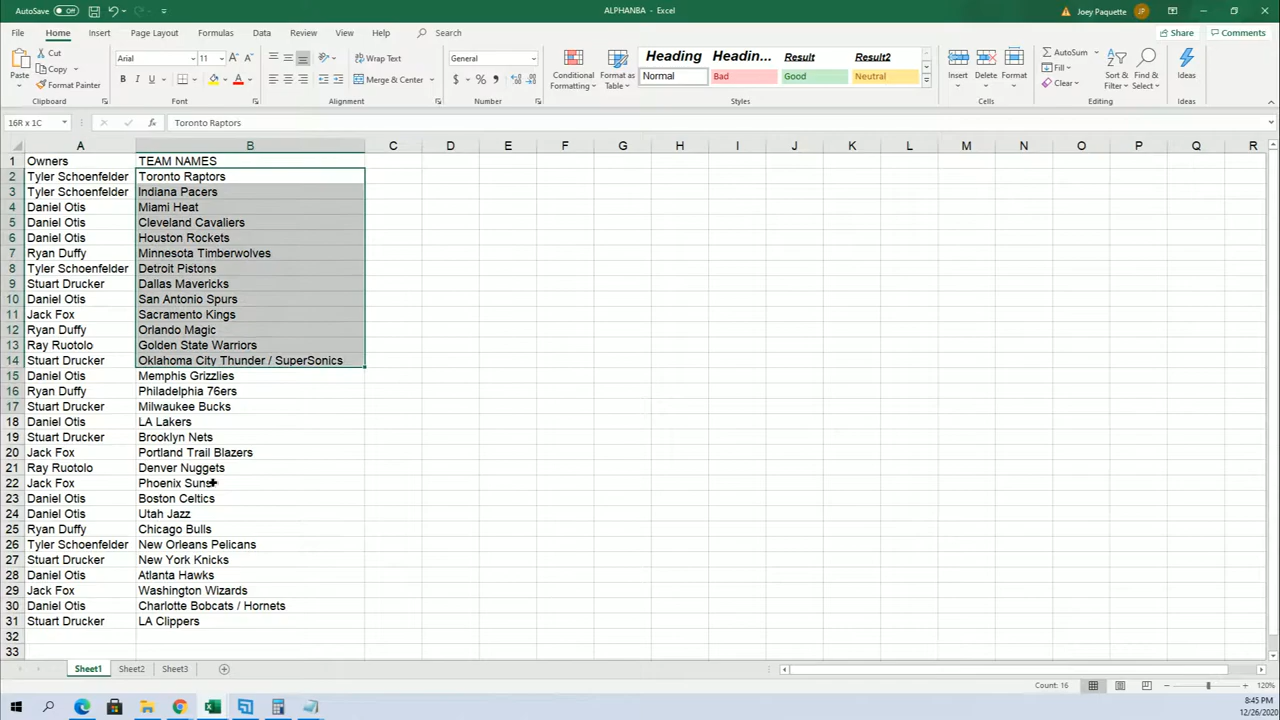 AutoSave Off ALPHANBA - Excel Joey Paquette JP
File Home Insert Page Layout Formulas Data Review View Help Search Share Comments
Paste Cut Copy Format Painter Clipboard
Arial 11 B I U A Font
Wrap Text Merge & Center Alignment
General $ % Number
Conditional Formatting Format as Table Heading Headin... Result Result2 Normal Bad Good Neutral Styles
Insert Delete Format Cells
AutoSum Fill Clear Sort & Filter Find & Select Editing
Ideas Ideas
16R x 1C fx Toronto Raptors
A B C D E F G H I J K L M N O P Q R
1 Owners TEAM NAMES
2 Tyler Schoenfelder Toronto Raptors
3 Tyler Schoenfelder Indiana Pacers
4 Daniel Otis Miami Heat
5 Daniel Otis Cleveland Cavaliers
6 Daniel Otis Houston Rockets
7 Ryan Duffy Minnesota Timberwolves
8 Tyler Schoenfelder Detroit Pistons
9 Stuart Drucker Dallas Mavericks
10 Daniel Otis San Antonio Spurs
11 Jack Fox Sacramento Kings
12 Ryan Duffy Orlando Magic
13 Ray Ruotolo Golden State Warriors
14 Stuart Drucker Oklahoma City Thunder / SuperSonics
15 Daniel Otis Memphis Grizzlies
16 Ryan Duffy Philadelphia 76ers
17 Stuart Drucker Milwaukee Bucks
18 Daniel Otis LA Lakers
19 Stuart Drucker Brooklyn Nets
20 Jack Fox Portland Trail Blazers
21 Ray Ruotolo Denver Nuggets
22 Jack Fox Phoenix Suns
23 Daniel Otis Boston Celtics
24 Daniel Otis Utah Jazz
25 Ryan Duffy Chicago Bulls
26 Tyler Schoenfelder New Orleans Pelicans
27 Stuart Drucker New York Knicks
28 Daniel Otis Atlanta Hawks
29 Jack Fox Washington Wizards
30 Daniel Otis Charlotte Bobcats / Hornets
31 Stuart Drucker LA Clippers
32
33
Sheet1 Sheet2 Sheet3
Count: 16 120%
8:45 PM
12/26/2020